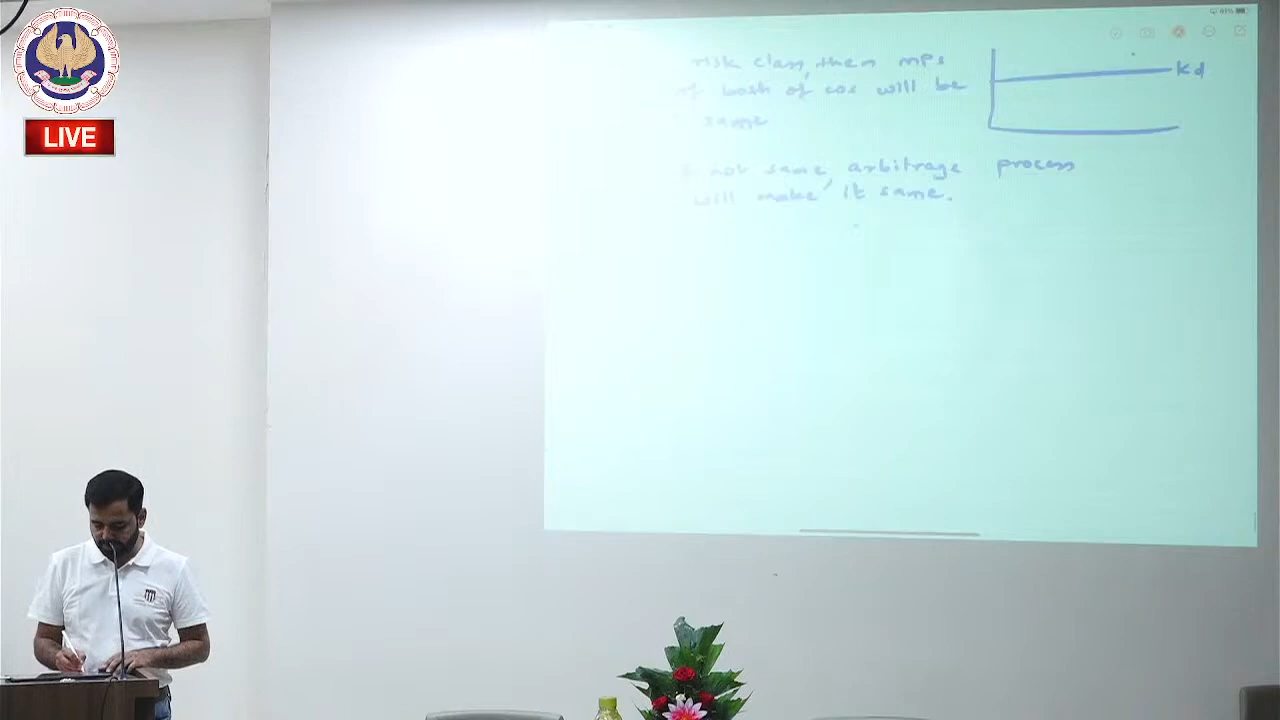 LIVE
81%
risk class, then MPS
of both of cos will be
same
Kd
not same, arbitrage process
will make it same.